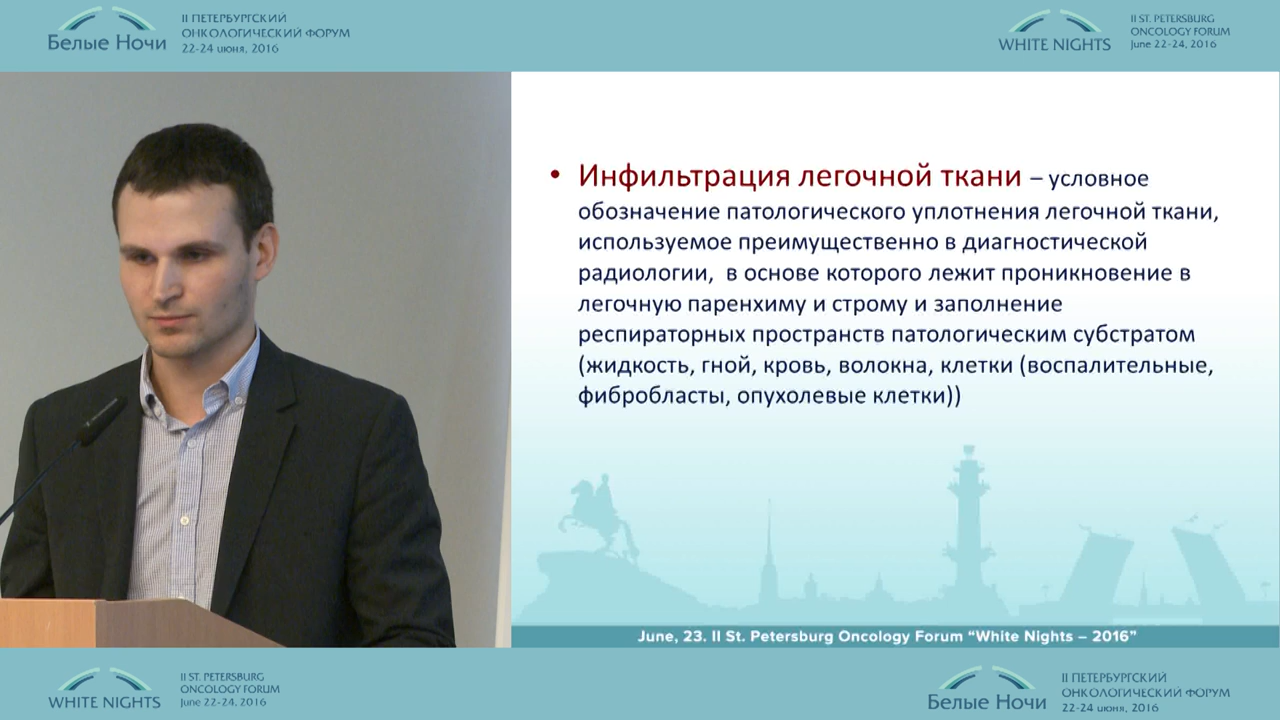 Белые Ночи
II ПЕТЕРБУРГСКИЙ
ОНКОЛОГИЧЕСКИЙ ФОРУМ
22-24 июня, 2016
WHITE NIGHTS
II ST. PETERSBURG
ONCOLOGY FORUM
June 22-24, 2016
• Инфильтрация легочной ткани – условное
обозначение патологического уплотнения легочной ткани,
используемое преимущественно в диагностической
радиологии, в основе которого лежит проникновение в
легочную паренхиму и строму и заполнение
респираторных пространств патологическим субстратом
(жидкость, гной, кровь, волокна, клетки (воспалительные,
фибробласты, опухолевые клетки))
June, 23. II St. Petersburg Oncology Forum “White Nights – 2016”
WHITE NIGHTS
II ST. PETERSBURG
ONCOLOGY FORUM
June 22-24, 2016
Белые Ночи
II ПЕТЕРБУРГСКИЙ
ОНКОЛОГИЧЕСКИЙ ФОРУМ
22-24 июня, 2016